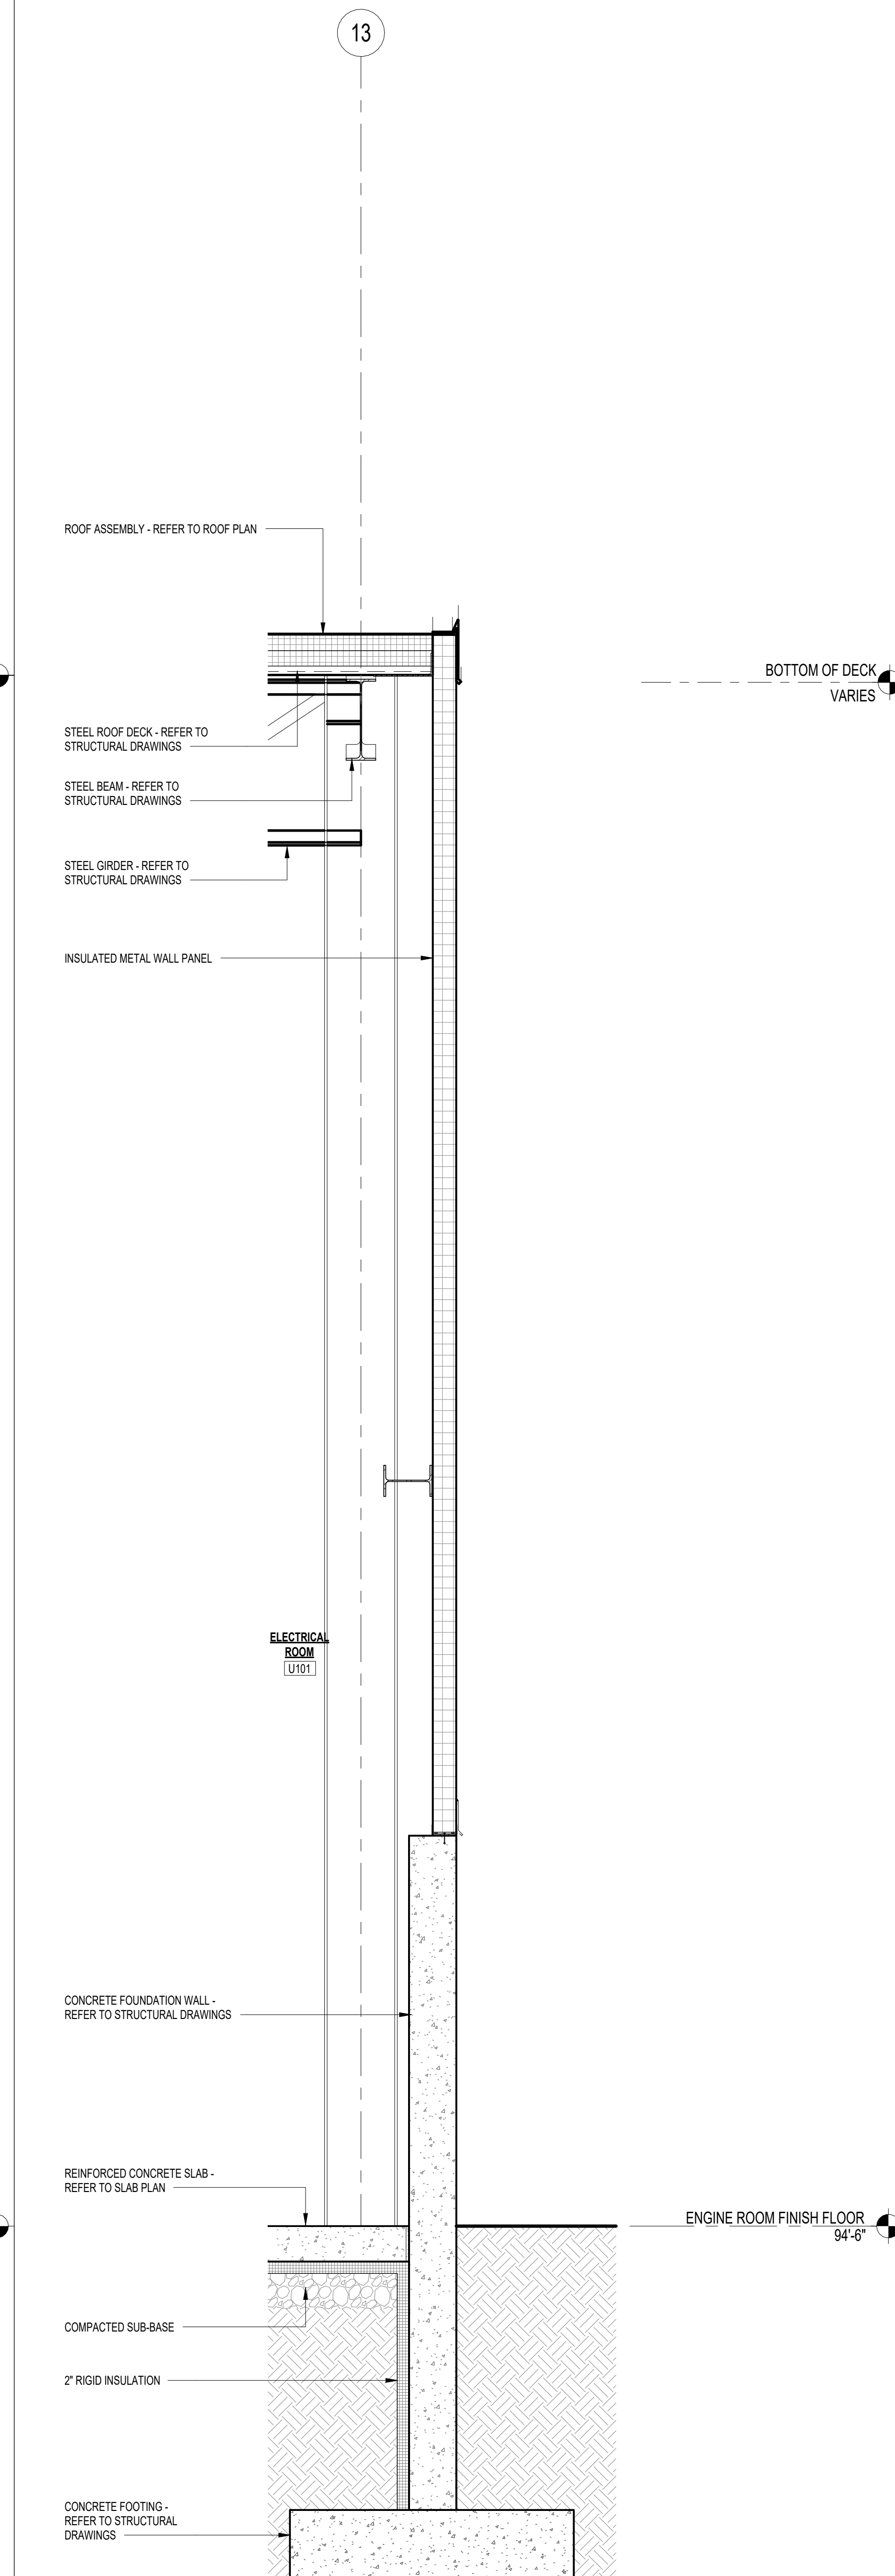 13
ROOF ASSEMBLY - REFER TO ROOF PLAN
BOTTOM OF DECK
VARIES
STEEL ROOF DECK - REFER TO
STRUCTURAL DRAWINGS
STEEL BEAM - REFER TO
STRUCTURAL DRAWINGS
STEEL GIRDER - REFER TO
STRUCTURAL DRAWINGS
INSULATED METAL WALL PANEL
ELECTRICAL
ROOM
U101
CONCRETE FOUNDATION WALL -
REFER TO STRUCTURAL DRAWINGS
REINFORCED CONCRETE SLAB -
REFER TO SLAB PLAN
ENGINE ROOM FINISH FLOOR
94'-6"
COMPACTED SUB-BASE
2" RIGID INSULATION
CONCRETE FOOTING -
REFER TO STRUCTURAL
DRAWINGS